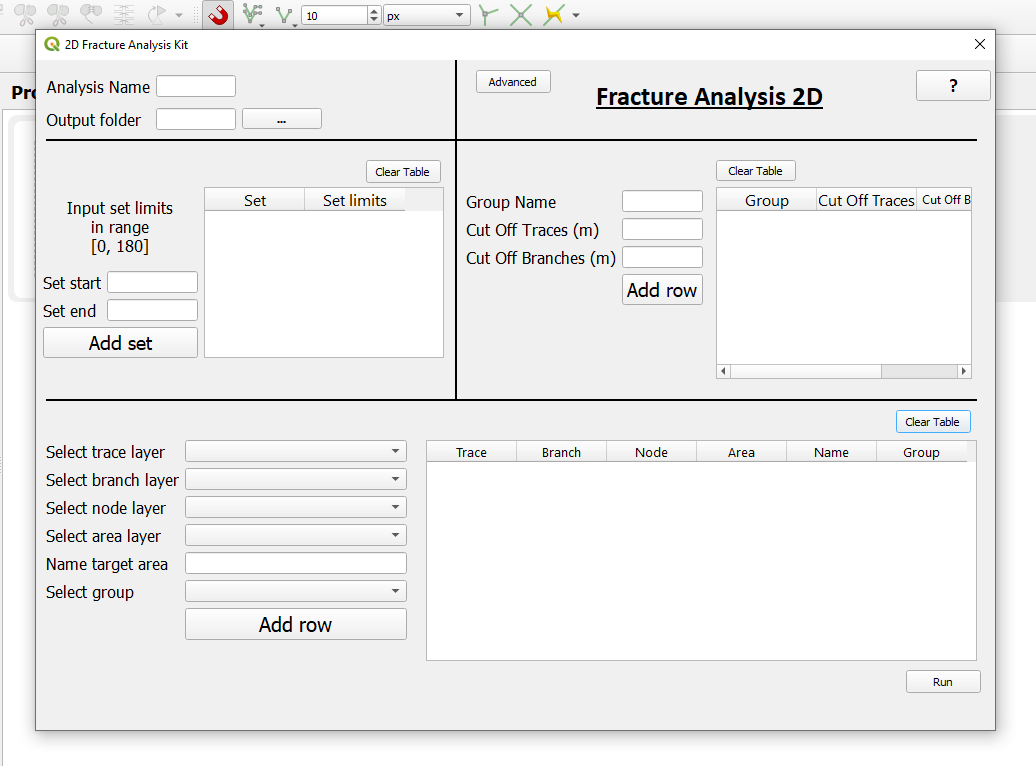 10
px
2D Fracture Analysis Kit
Analysis Name
Output folder
...
Advanced
Fracture Analysis 2D
?
Clear Table
Input set limits
in range
[0, 180]
Set
Set limits
Set start
Set end
Add set
Group Name
Cut Off Traces (m)
Cut Off Branches (m)
Add row
Clear Table
Group
Cut Off Traces
Cut Off B
Clear Table
Select trace layer
Select branch layer
Select node layer
Select area layer
Name target area
Select group
Add row
Trace
Branch
Node
Area
Name
Group
Run